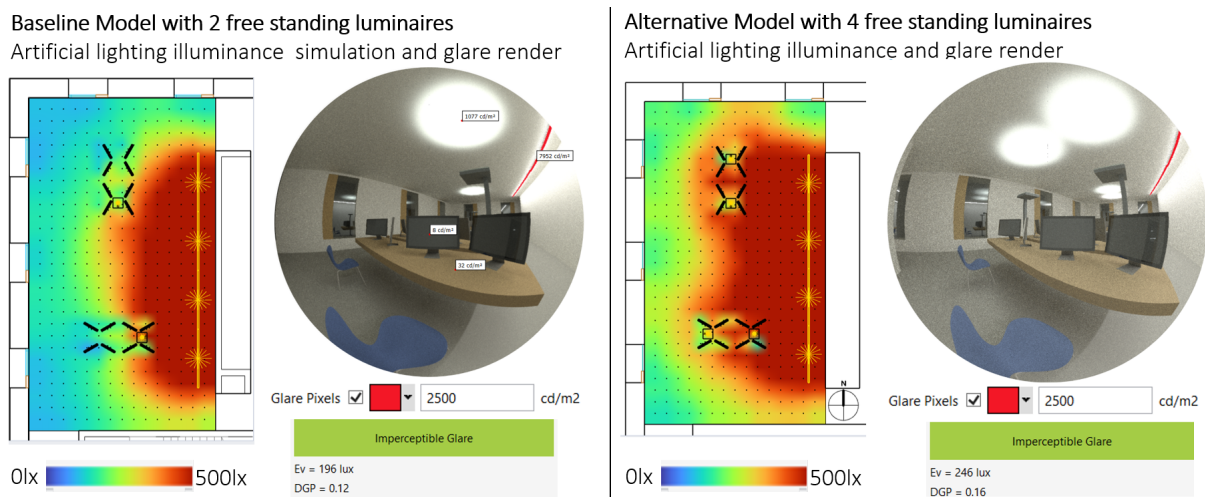 Baseline Model with 2 free standing luminaires
Artificial lighting illuminance simulation and glare render
1077 cd/m²
7952 cd/m²
8 cd/m²
32 cd/m²
Glare Pixels
2500
cd/m2
Imperceptible Glare
Ev = 196 lux
DGP = 0.12
0lx
500lx
Alternative Model with 4 free standing luminaires
Artificial lighting illuminance and glare render
N
Glare Pixels
2500
cd/m2
Imperceptible Glare
Ev = 246 lux
DGP = 0.16
0lx
500lx